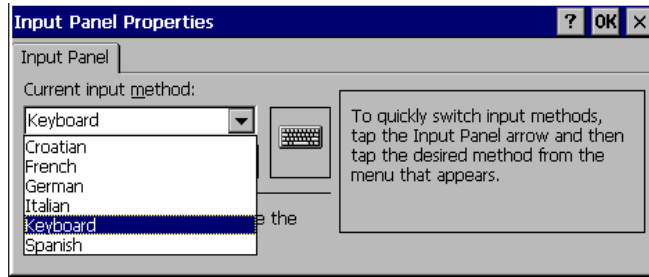 Input Panel Properties ? OK ×
Input Panel
Current input method:
Keyboard
Croatian
French
German
Italian
Keyboard
Spanish
the
To quickly switch input methods,
tap the Input Panel arrow and then
tap the desired method from the
menu that appears.